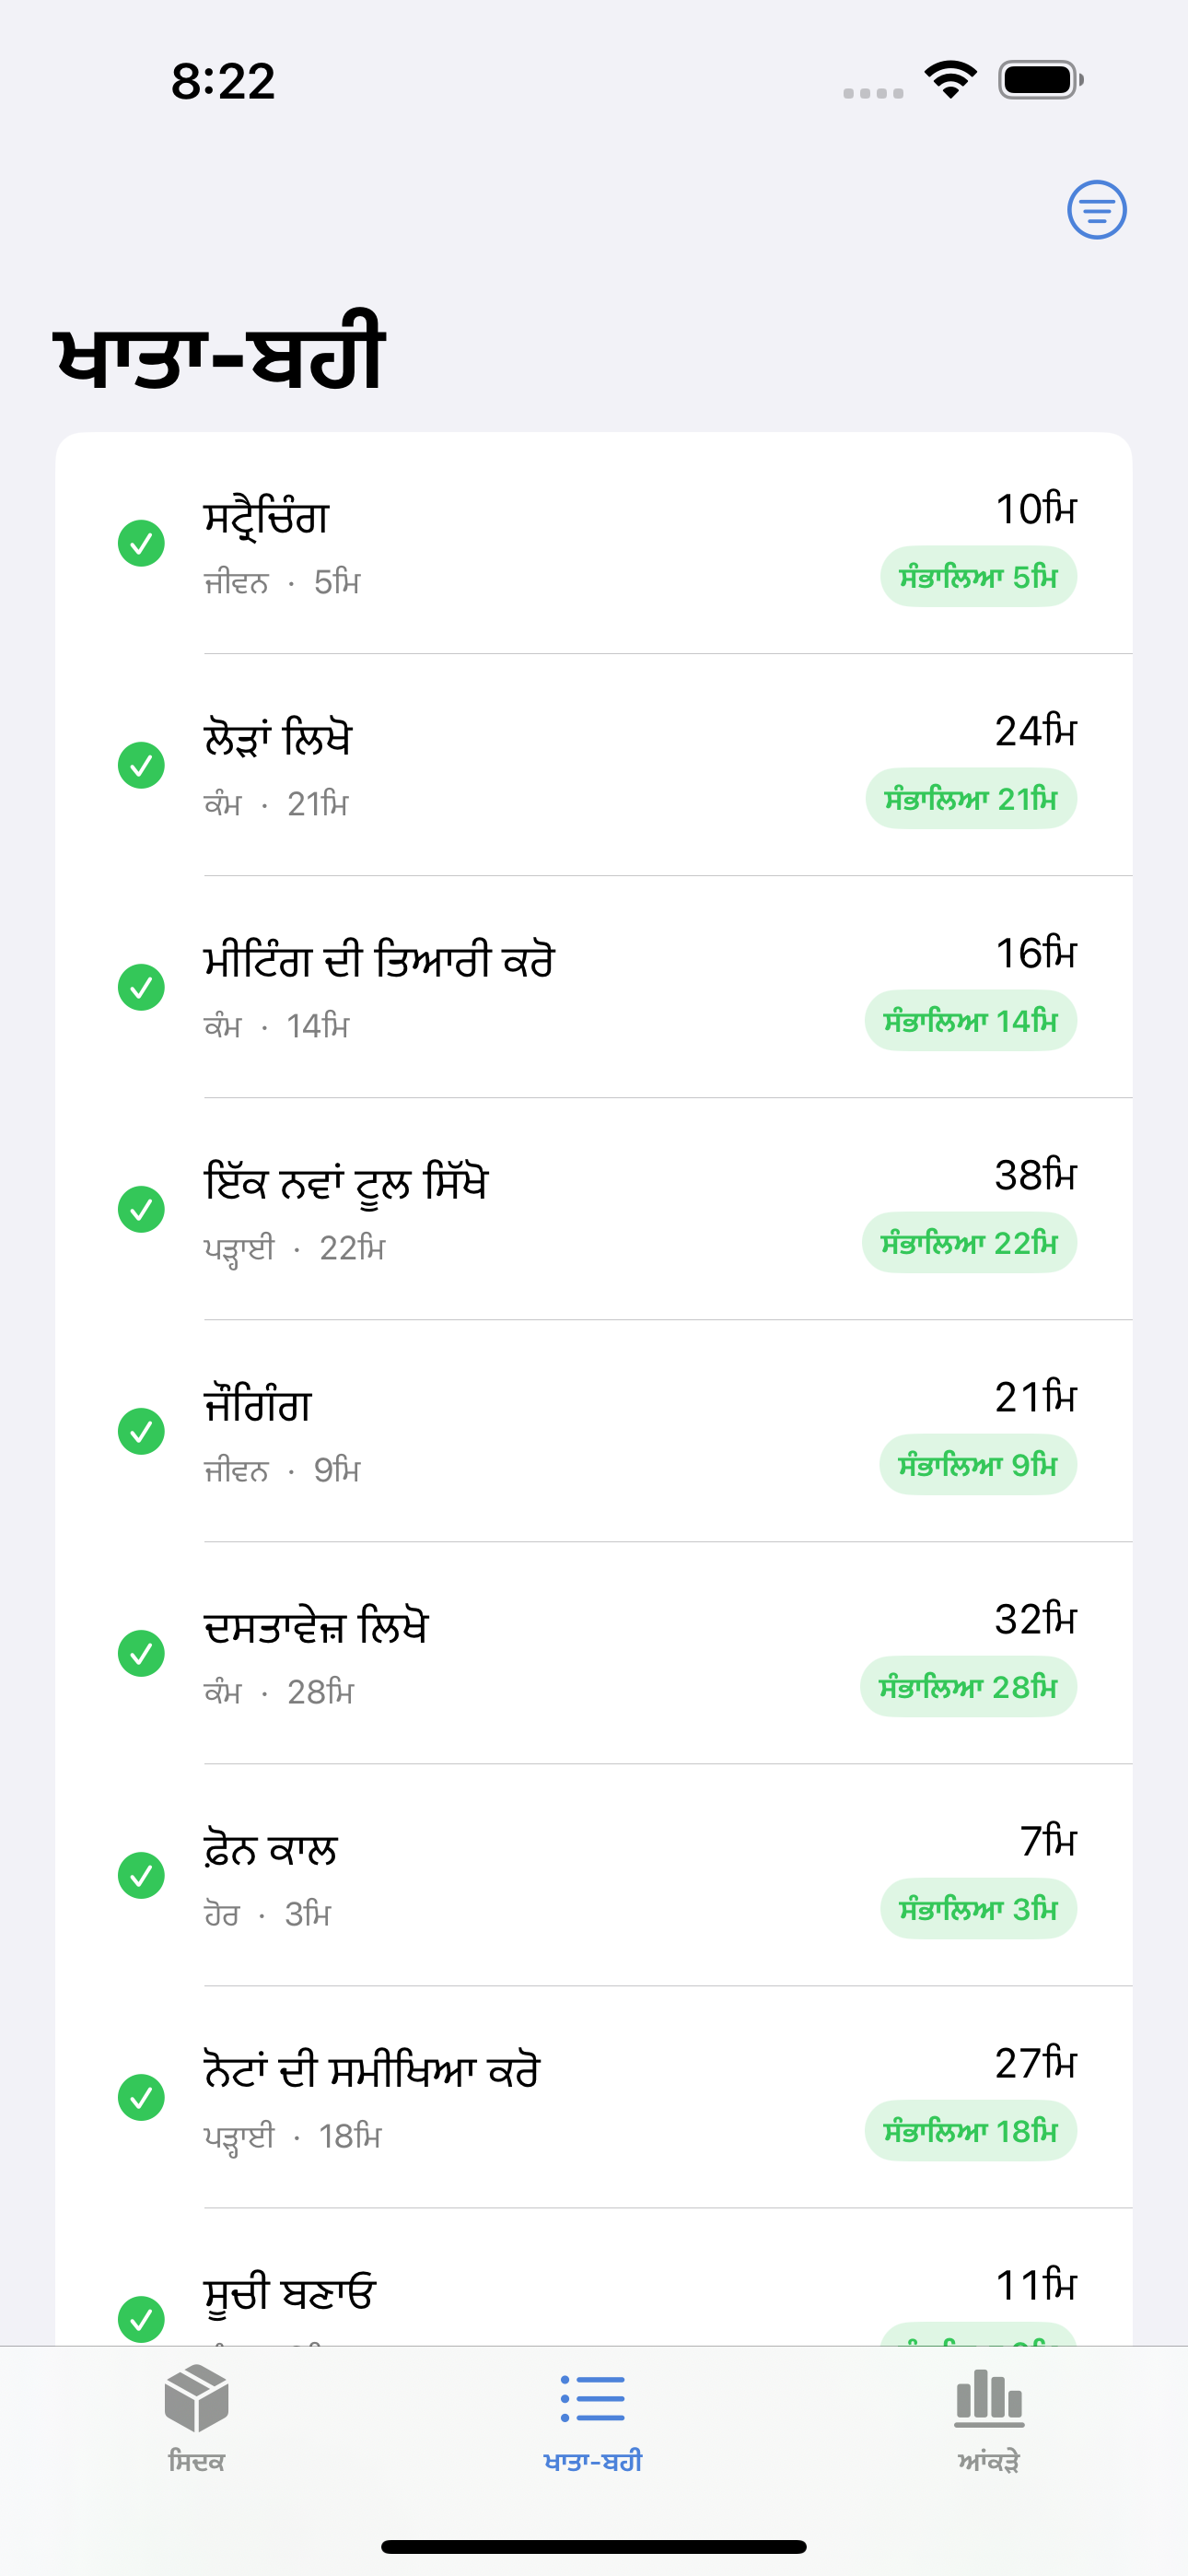 8:22
ਖਾਤਾ-ਬਹੀ
ਸਟ੍ਰੈਚਿੰਗ
10ਮਿ
ਜੀਵਨ · 5ਮਿ
ਸੰਭਾਲਿਆ 5ਮਿ
ਲੋੜਾਂ ਲਿਖੋ
24ਮਿ
ਕੰਮ · 21ਮਿ
ਸੰਭਾਲਿਆ 21ਮਿ
ਮੀਟਿੰਗ ਦੀ ਤਿਆਰੀ ਕਰੋ
16ਮਿ
ਕੰਮ · 14ਮਿ
ਸੰਭਾਲਿਆ 14ਮਿ
ਇੱਕ ਨਵਾਂ ਟੂਲ ਸਿੱਖੋ
38ਮਿ
ਪੜ੍ਹਾਈ · 22ਮਿ
ਸੰਭਾਲਿਆ 22ਮਿ
ਜੌਗਿੰਗ
21ਮਿ
ਜੀਵਨ · 9ਮਿ
ਸੰਭਾਲਿਆ 9ਮਿ
ਦਸਤਾਵੇਜ਼ ਲਿਖੋ
32ਮਿ
ਕੰਮ · 28ਮਿ
ਸੰਭਾਲਿਆ 28ਮਿ
ਫ਼ੋਨ ਕਾਲ
7ਮਿ
ਹੋਰ · 3ਮਿ
ਸੰਭਾਲਿਆ 3ਮਿ
ਨੋਟਾਂ ਦੀ ਸਮੀਖਿਆ ਕਰੋ
27ਮਿ
ਪੜ੍ਹਾਈ · 18ਮਿ
ਸੰਭਾਲਿਆ 18ਮਿ
ਸੂਚੀ ਬਣਾਓ
11ਮਿ
ਸਿਦਕ
ਖਾਤਾ-ਬਹੀ
ਆਂਕੜੇ